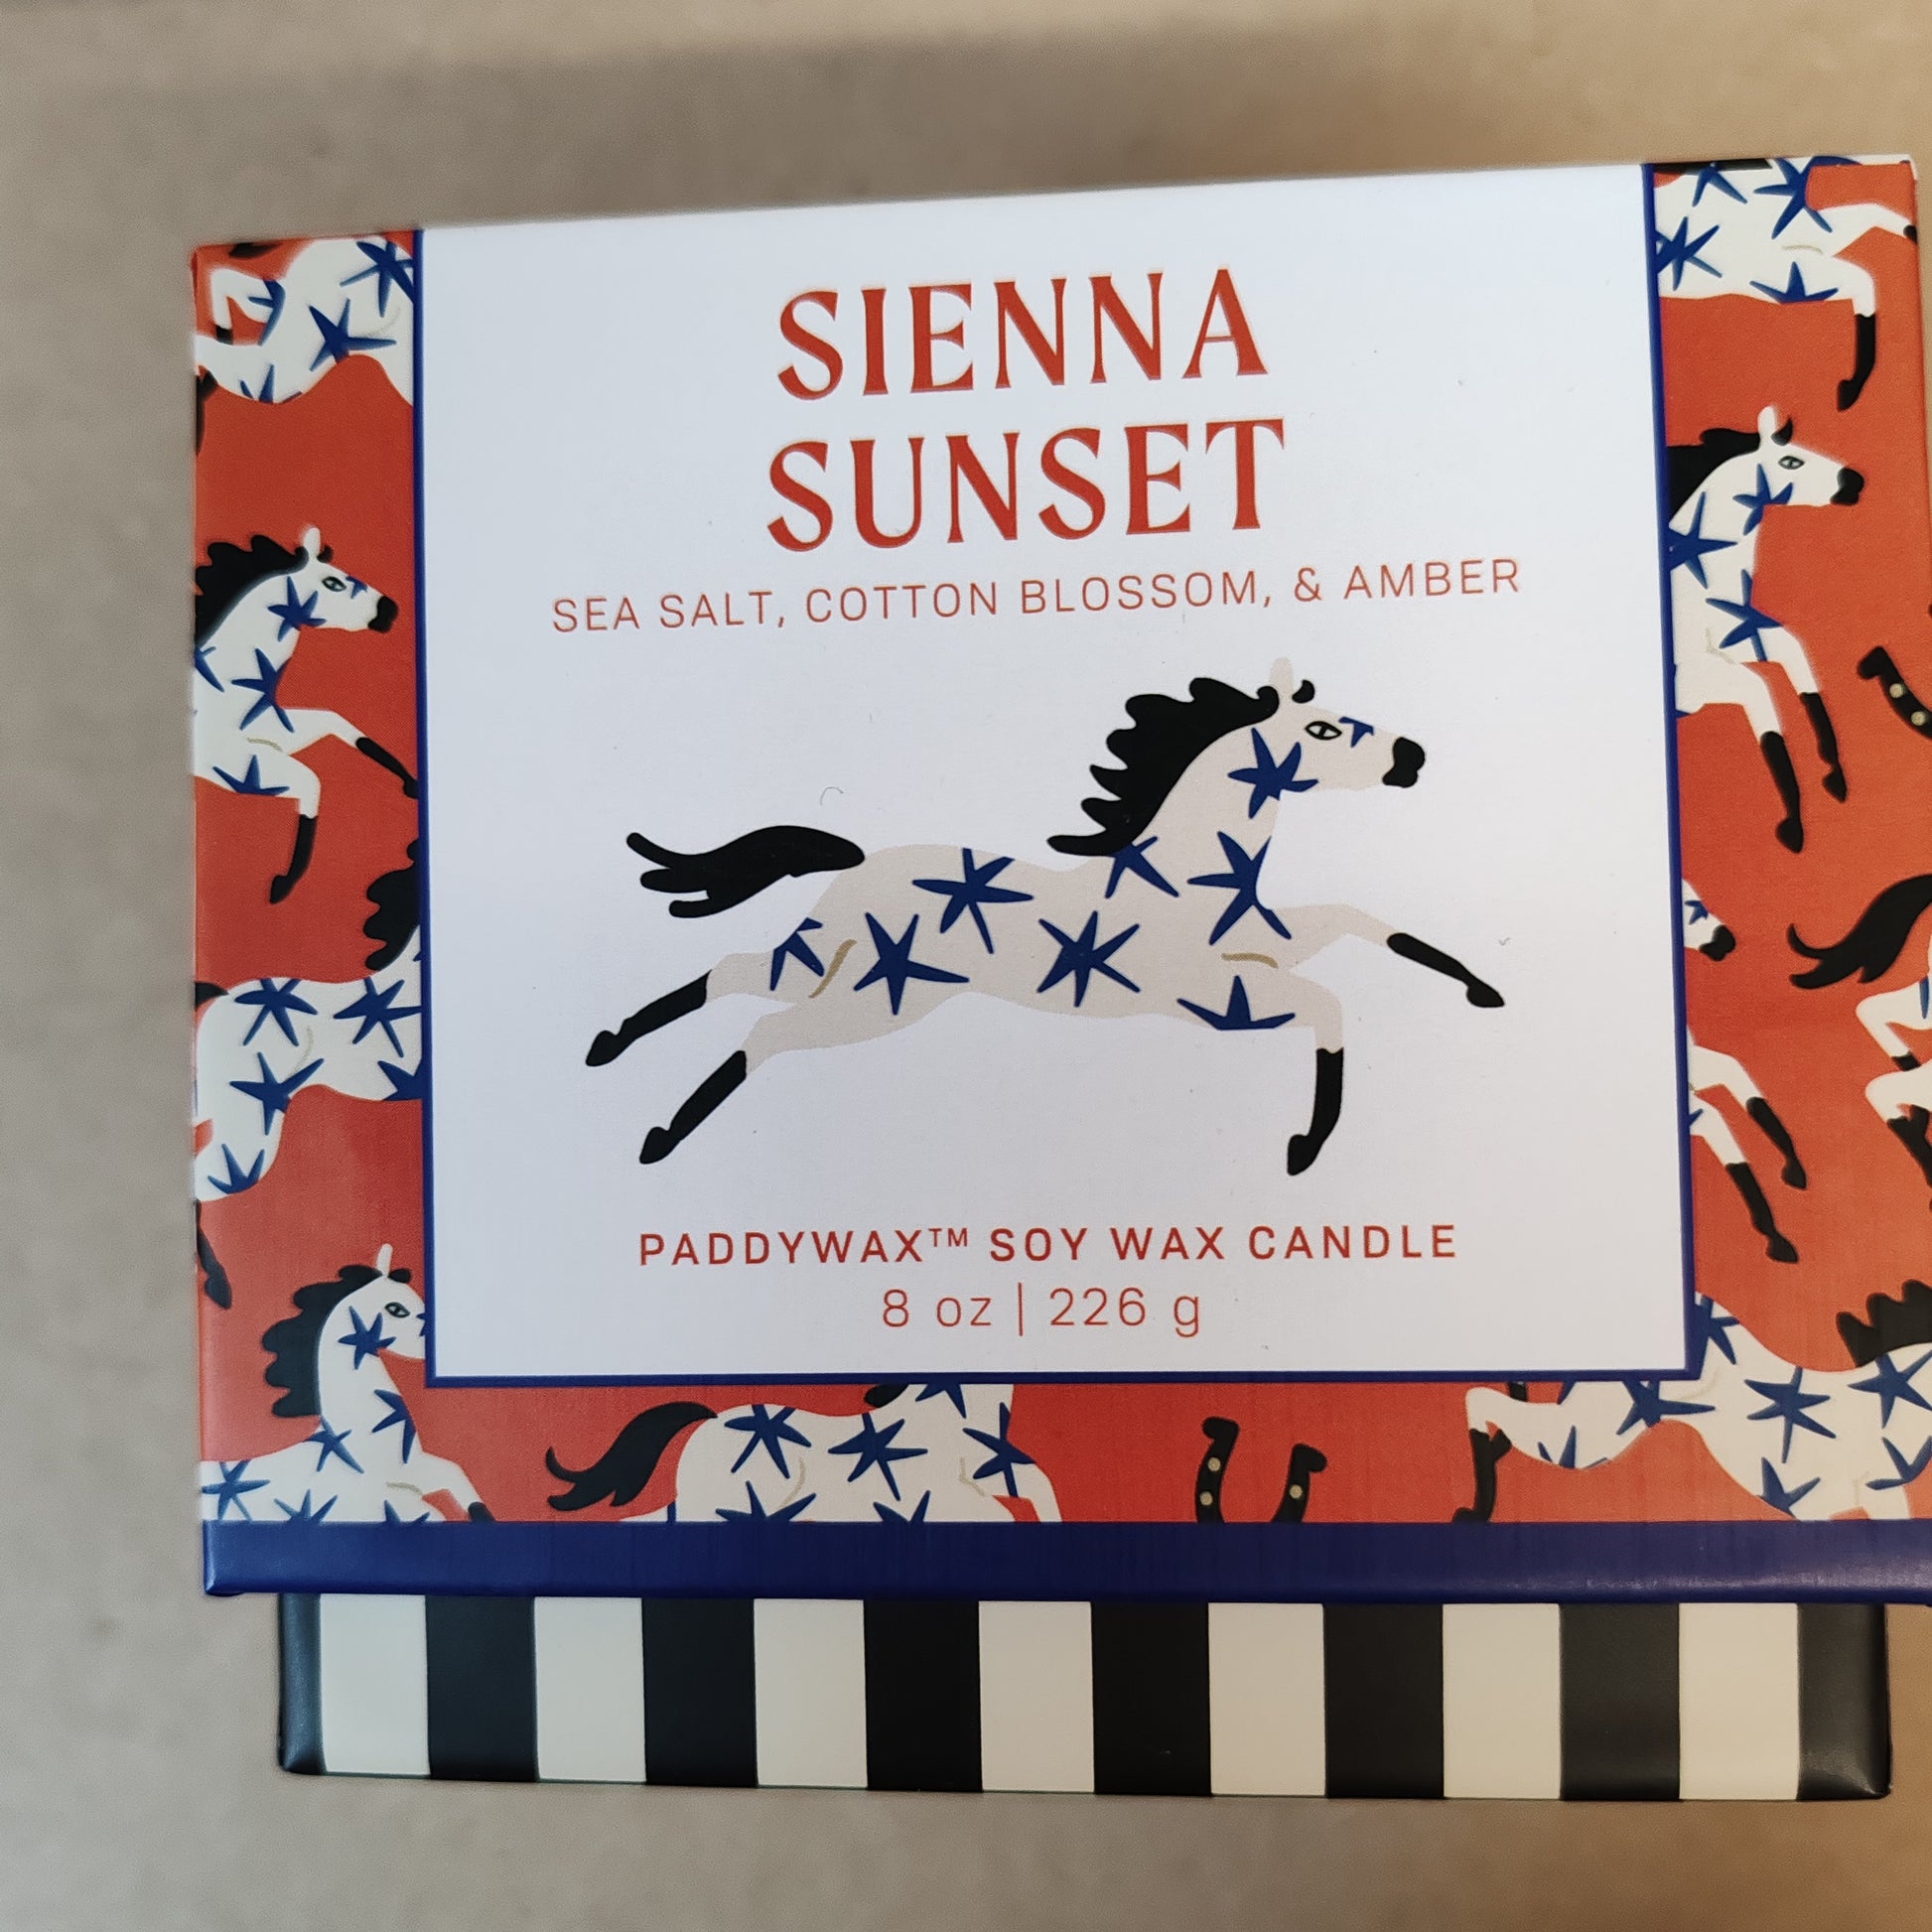 SIENNA
SUNSET
SEA SALT, COTTON BLOSSOM, & AMBER
PADDYWAX™ SOY WAX CANDLE
8 oz | 226 g